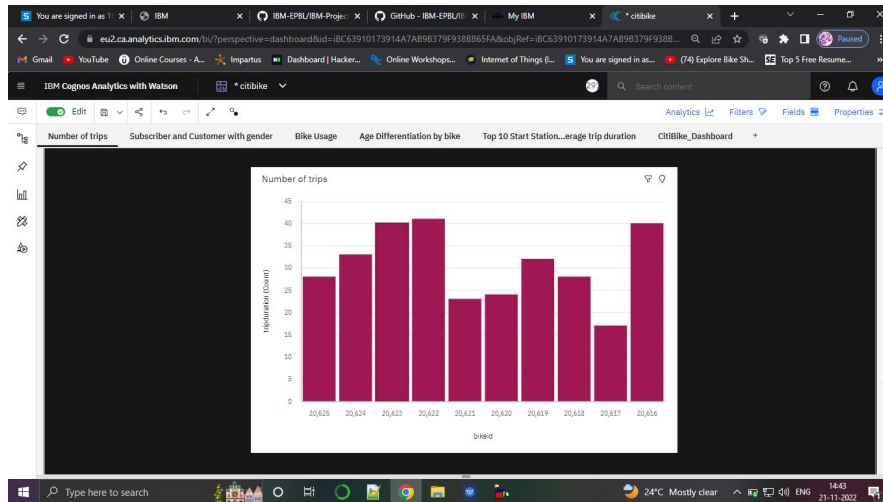 You are signed in as 1
IBM
IBM-EPBL/IBM-Projec
GitHub - IBM-EPBL/IB
My IBM
* citibike
eu2.ca.analytics.ibm.com/bi/?perspective=dashboard&id=iBC63910173914A7AB9B379F938B865FA&objRef=iBC63910173914A7AB9B379F938B...
Paused
Gmail
YouTube
Online Courses - A...
Impartus
Dashboard | Hacker...
Online Workshops...
Internet of Things (I...
You are signed in as...
(74) Explore Bike Sh...
Top 5 Free Resume...
IBM Cognos Analytics with Watson
* citibike
Search content
Edit
Analytics
Filters
Fields
Properties
Number of trips
Subscriber and Customer with gender
Bike Usage
Age Differentiation by bike
Top 10 Start Station...erage trip duration
CitiBike_Dashboard
+
Number of trips
tripduration (Count)
45
40
35
30
25
20
15
10
5
0
20,625 20,624 20,623 20,622 20,621 20,620 20,619 20,618 20,617 20,616
bikeid
Type here to search
24°C Mostly clear
ENG
14:43
21-11-2022